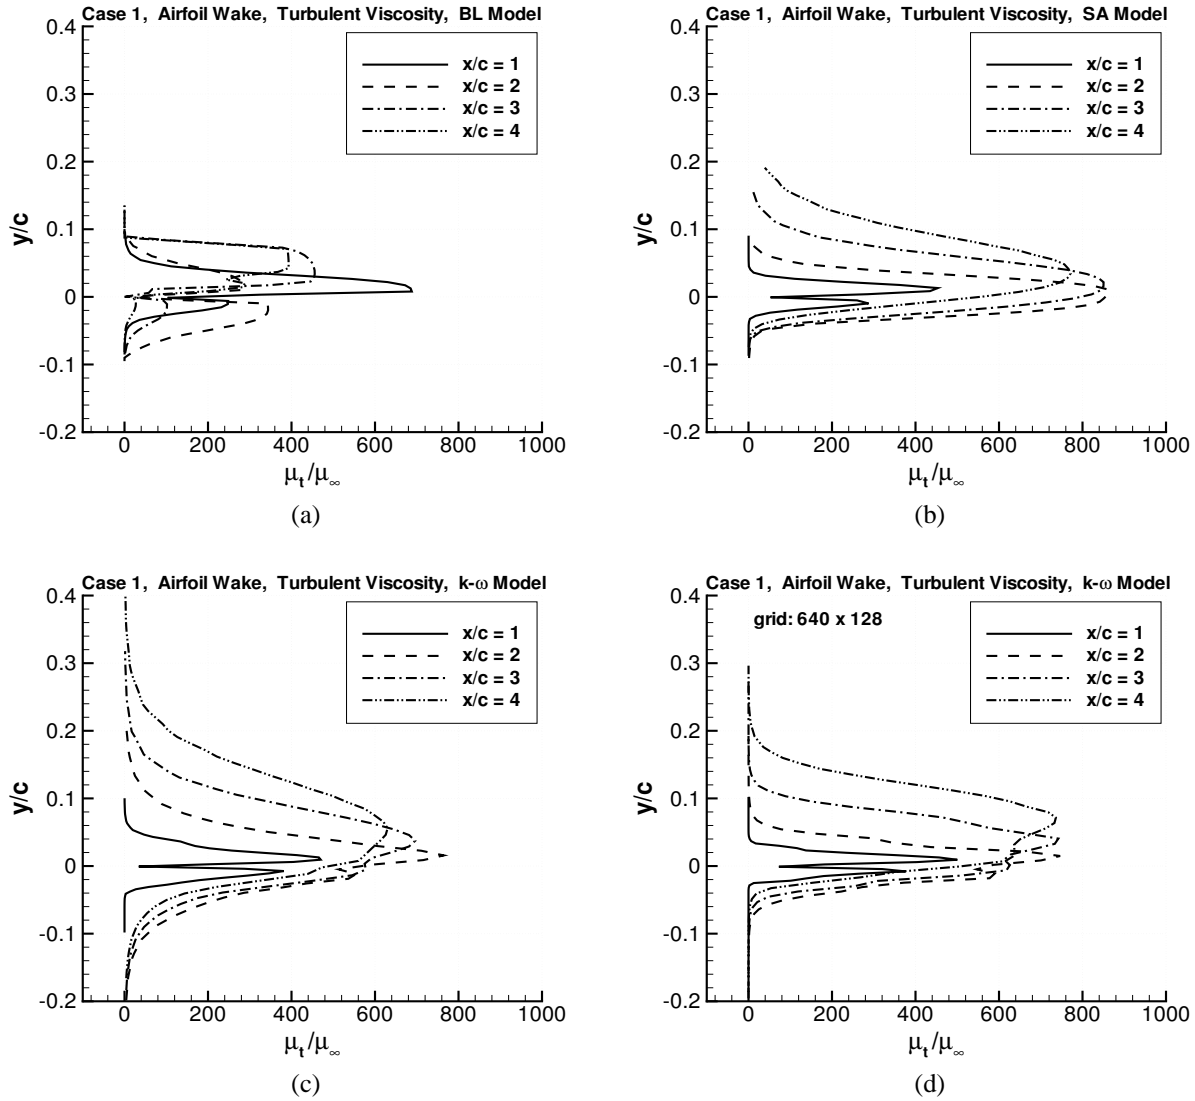 Case 1, Airfoil Wake, Turbulent Viscosity, BL Model
x/c = 1
x/c = 2
x/c = 3
x/c = 4
0.4
0.3
0.2
0.1
0
-0.1
-0.2
y/c
0 200 400 600 800 1000
μt/μ∞
(a)
Case 1, Airfoil Wake, Turbulent Viscosity, SA Model
x/c = 1
x/c = 2
x/c = 3
x/c = 4
0.4
0.3
0.2
0.1
0
-0.1
-0.2
y/c
0 200 400 600 800 1000
μt/μ∞
(b)
Case 1, Airfoil Wake, Turbulent Viscosity, k-ω Model
x/c = 1
x/c = 2
x/c = 3
x/c = 4
0.4
0.3
0.2
0.1
0
-0.1
-0.2
y/c
0 200 400 600 800 1000
μt/μ∞
(c)
Case 1, Airfoil Wake, Turbulent Viscosity, k-ω Model
grid: 640 x 128
x/c = 1
x/c = 2
x/c = 3
x/c = 4
0.4
0.3
0.2
0.1
0
-0.1
-0.2
y/c
0 200 400 600 800 1000
μt/μ∞
(d)